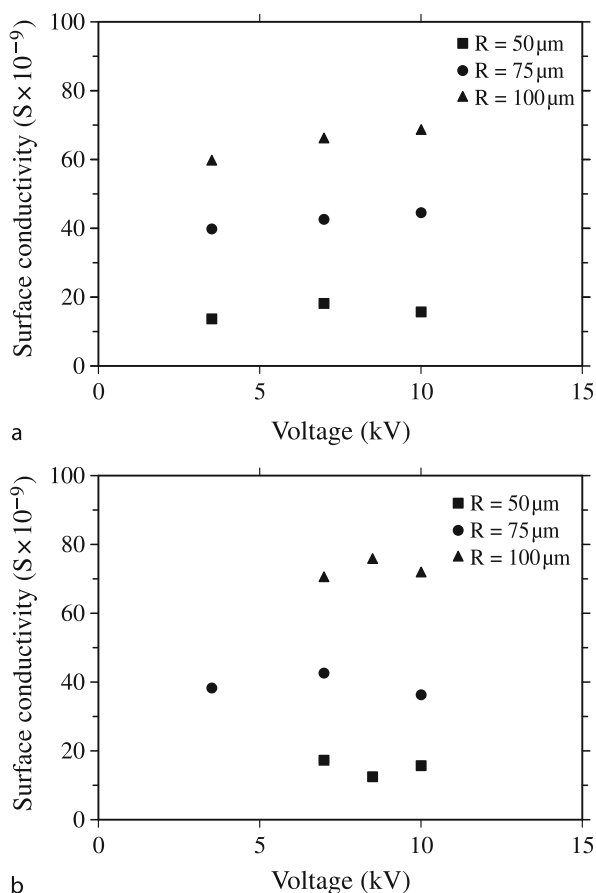 100
80
60
40
20
0
Surface conductivity (S×10⁻⁹)
R = 50 µm
R = 75 µm
R = 100 µm
0 5 10 15
Voltage (kV)
a
100
80
60
40
20
0
Surface conductivity (S×10⁻⁹)
R = 50 µm
R = 75 µm
R = 100 µm
0 5 10 15
Voltage (kV)
b